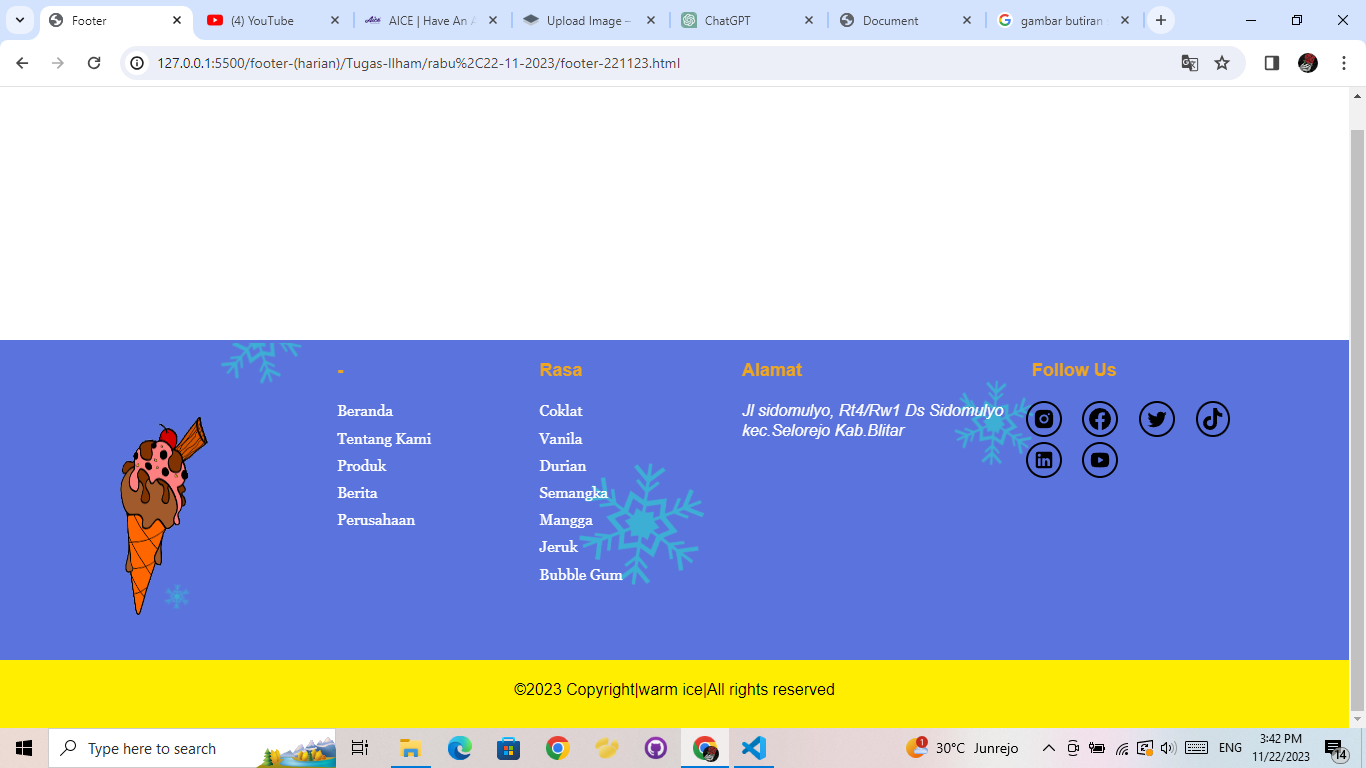 Footer
(4) YouTube
AICE | Have An A
Upload Image –
ChatGPT
Document
gambar butiran
127.0.0.1:5500/footer-(harian)/Tugas-Ilham/rabu%2C22-11-2023/footer-221123.html
-
Beranda
Tentang Kami
Produk
Berita
Perusahaan
Rasa
Coklat
Vanila
Durian
Semangka
Mangga
Jeruk
Bubble Gum
Alamat
Jl sidomulyo, Rt4/Rw1 Ds Sidomulyo
kec.Selorejo Kab.Blitar
Follow Us
©2023 Copyright|warm ice|All rights reserved
Type here to search
1
30°C Junrejo
ENG
3:42 PM
11/22/2023
14